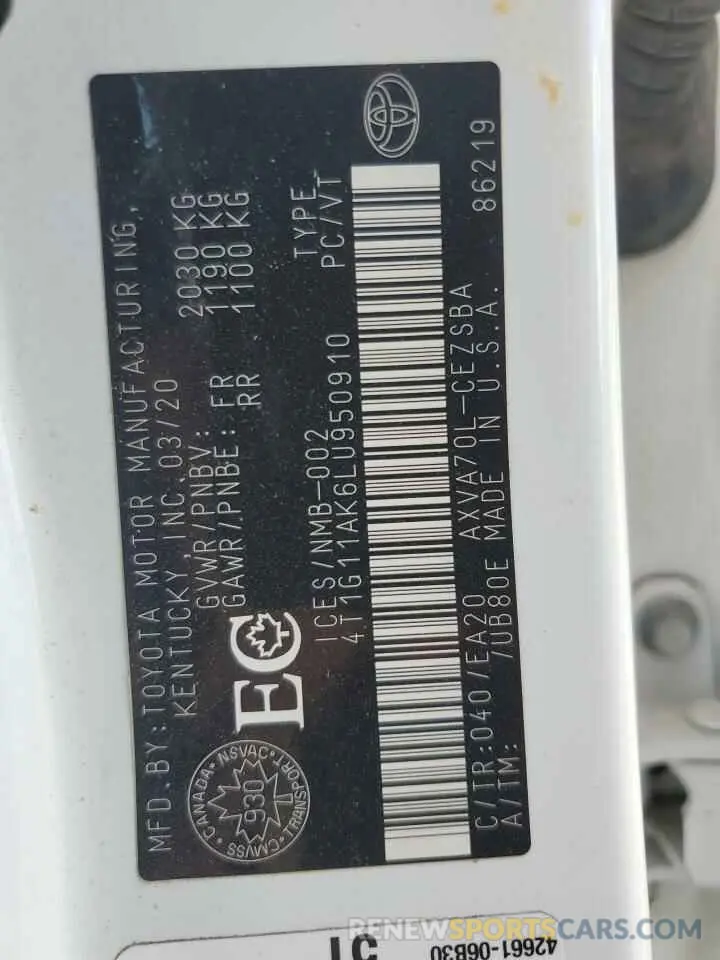 MFD.BY:TOYOTA MOTOR MANUFACTURING,
KENTUCKY,INC.03/20
GVWR/PNBV: 2030 KG
GAWR/PNBE: FR 1190 KG
RR 1100 KG
EC
CANADA NSVAC TRANSPORT CMVSS
930
ICES/NMB-002 TYPE
4T1G11AK6LU950910 PC/VT
C/TR:040/EA20 AXVA70L-CEZSBA
A/TM: /UB80E MADE IN U.S.A. 86219
42661-06B30
RENEWSPORTSCARS.COM